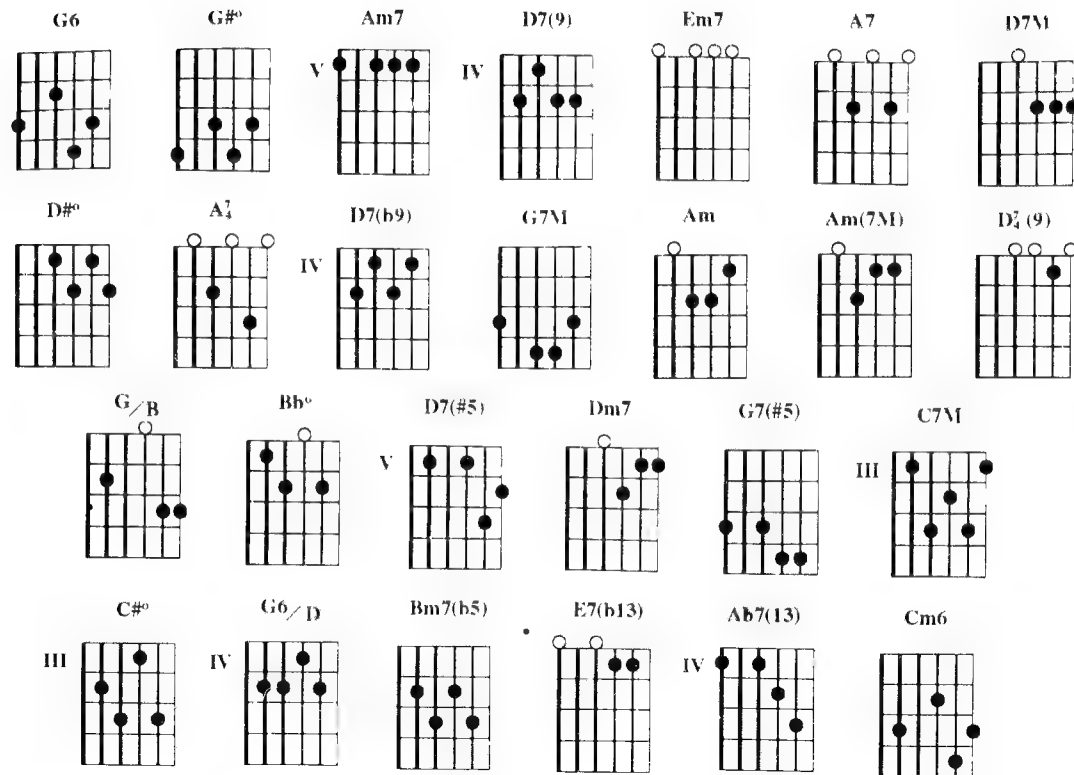 G6 G#° Am7 D7(9) Em7 A7 D7M
V IV
D#° A7/4 D7(b9) G7M Am Am(7M) D7/4(9)
IV
G/B Bb° D7(#5) Dm7 G7(#5) C7M
V III
C#° G6/D Bm7(b5) E7(b13) Ab7(13) Cm6
III IV IV